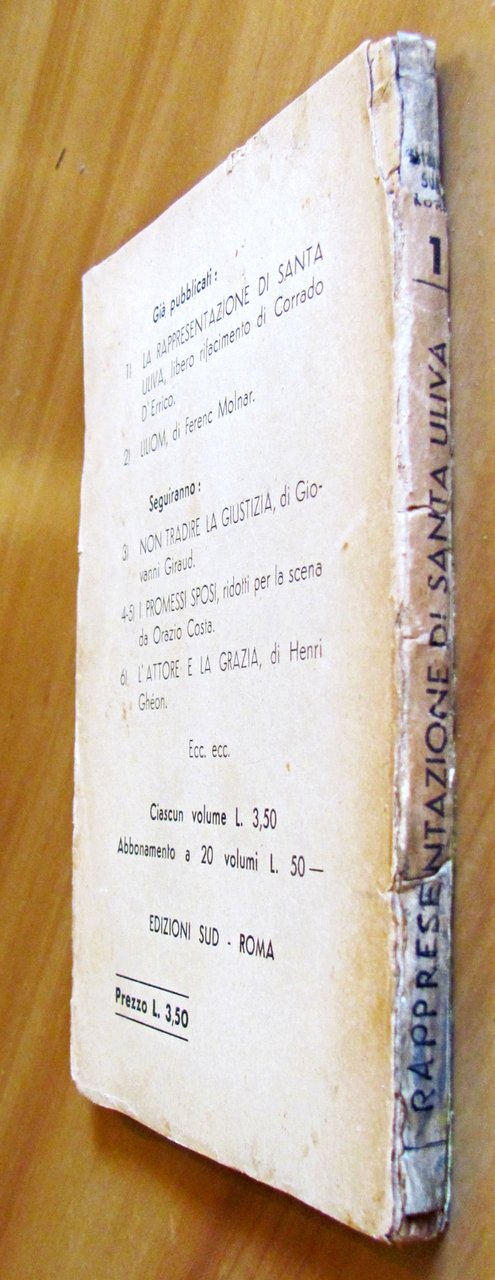 Già pubblicati:
1) LA RAPPRESENTAZIONE DI SANTA
ULIVA, libero rifacimento di Corrado
D'Errico.
2) LILIOM, di Ferenc Molnar.
Seguiranno:
3) NON TRADIRE LA GIUSTIZIA, di Gio-
vanni Giraud.
4-5) I PROMESSI SPOSI, ridotti per la scena
da Orazio Costa.
6) L'ATTORE E LA GRAZIA, di Henri
Ghéon.
Ecc. ecc.
Ciascun volume L. 3,50
Abbonamento a 20 volumi L. 50—
EDIZIONI SUD - ROMA
Prezzo L. 3,50
SUD
ROMA
1
RAPPRESENTAZIONE DI SANTA ULIVA